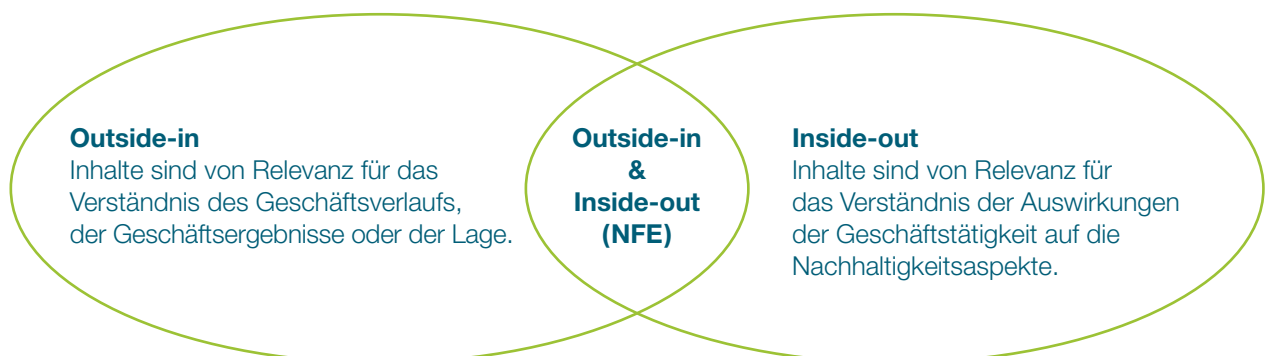 Outside-in
Inhalte sind von Relevanz für das
Verständnis des Geschäftsverlaufs,
der Geschäftsergebnisse oder der Lage.
Outside-in
&
Inside-out
(NFE)
Inside-out
Inhalte sind von Relevanz für
das Verständnis der Auswirkungen
der Geschäftstätigkeit auf die
Nachhaltigkeitsaspekte.